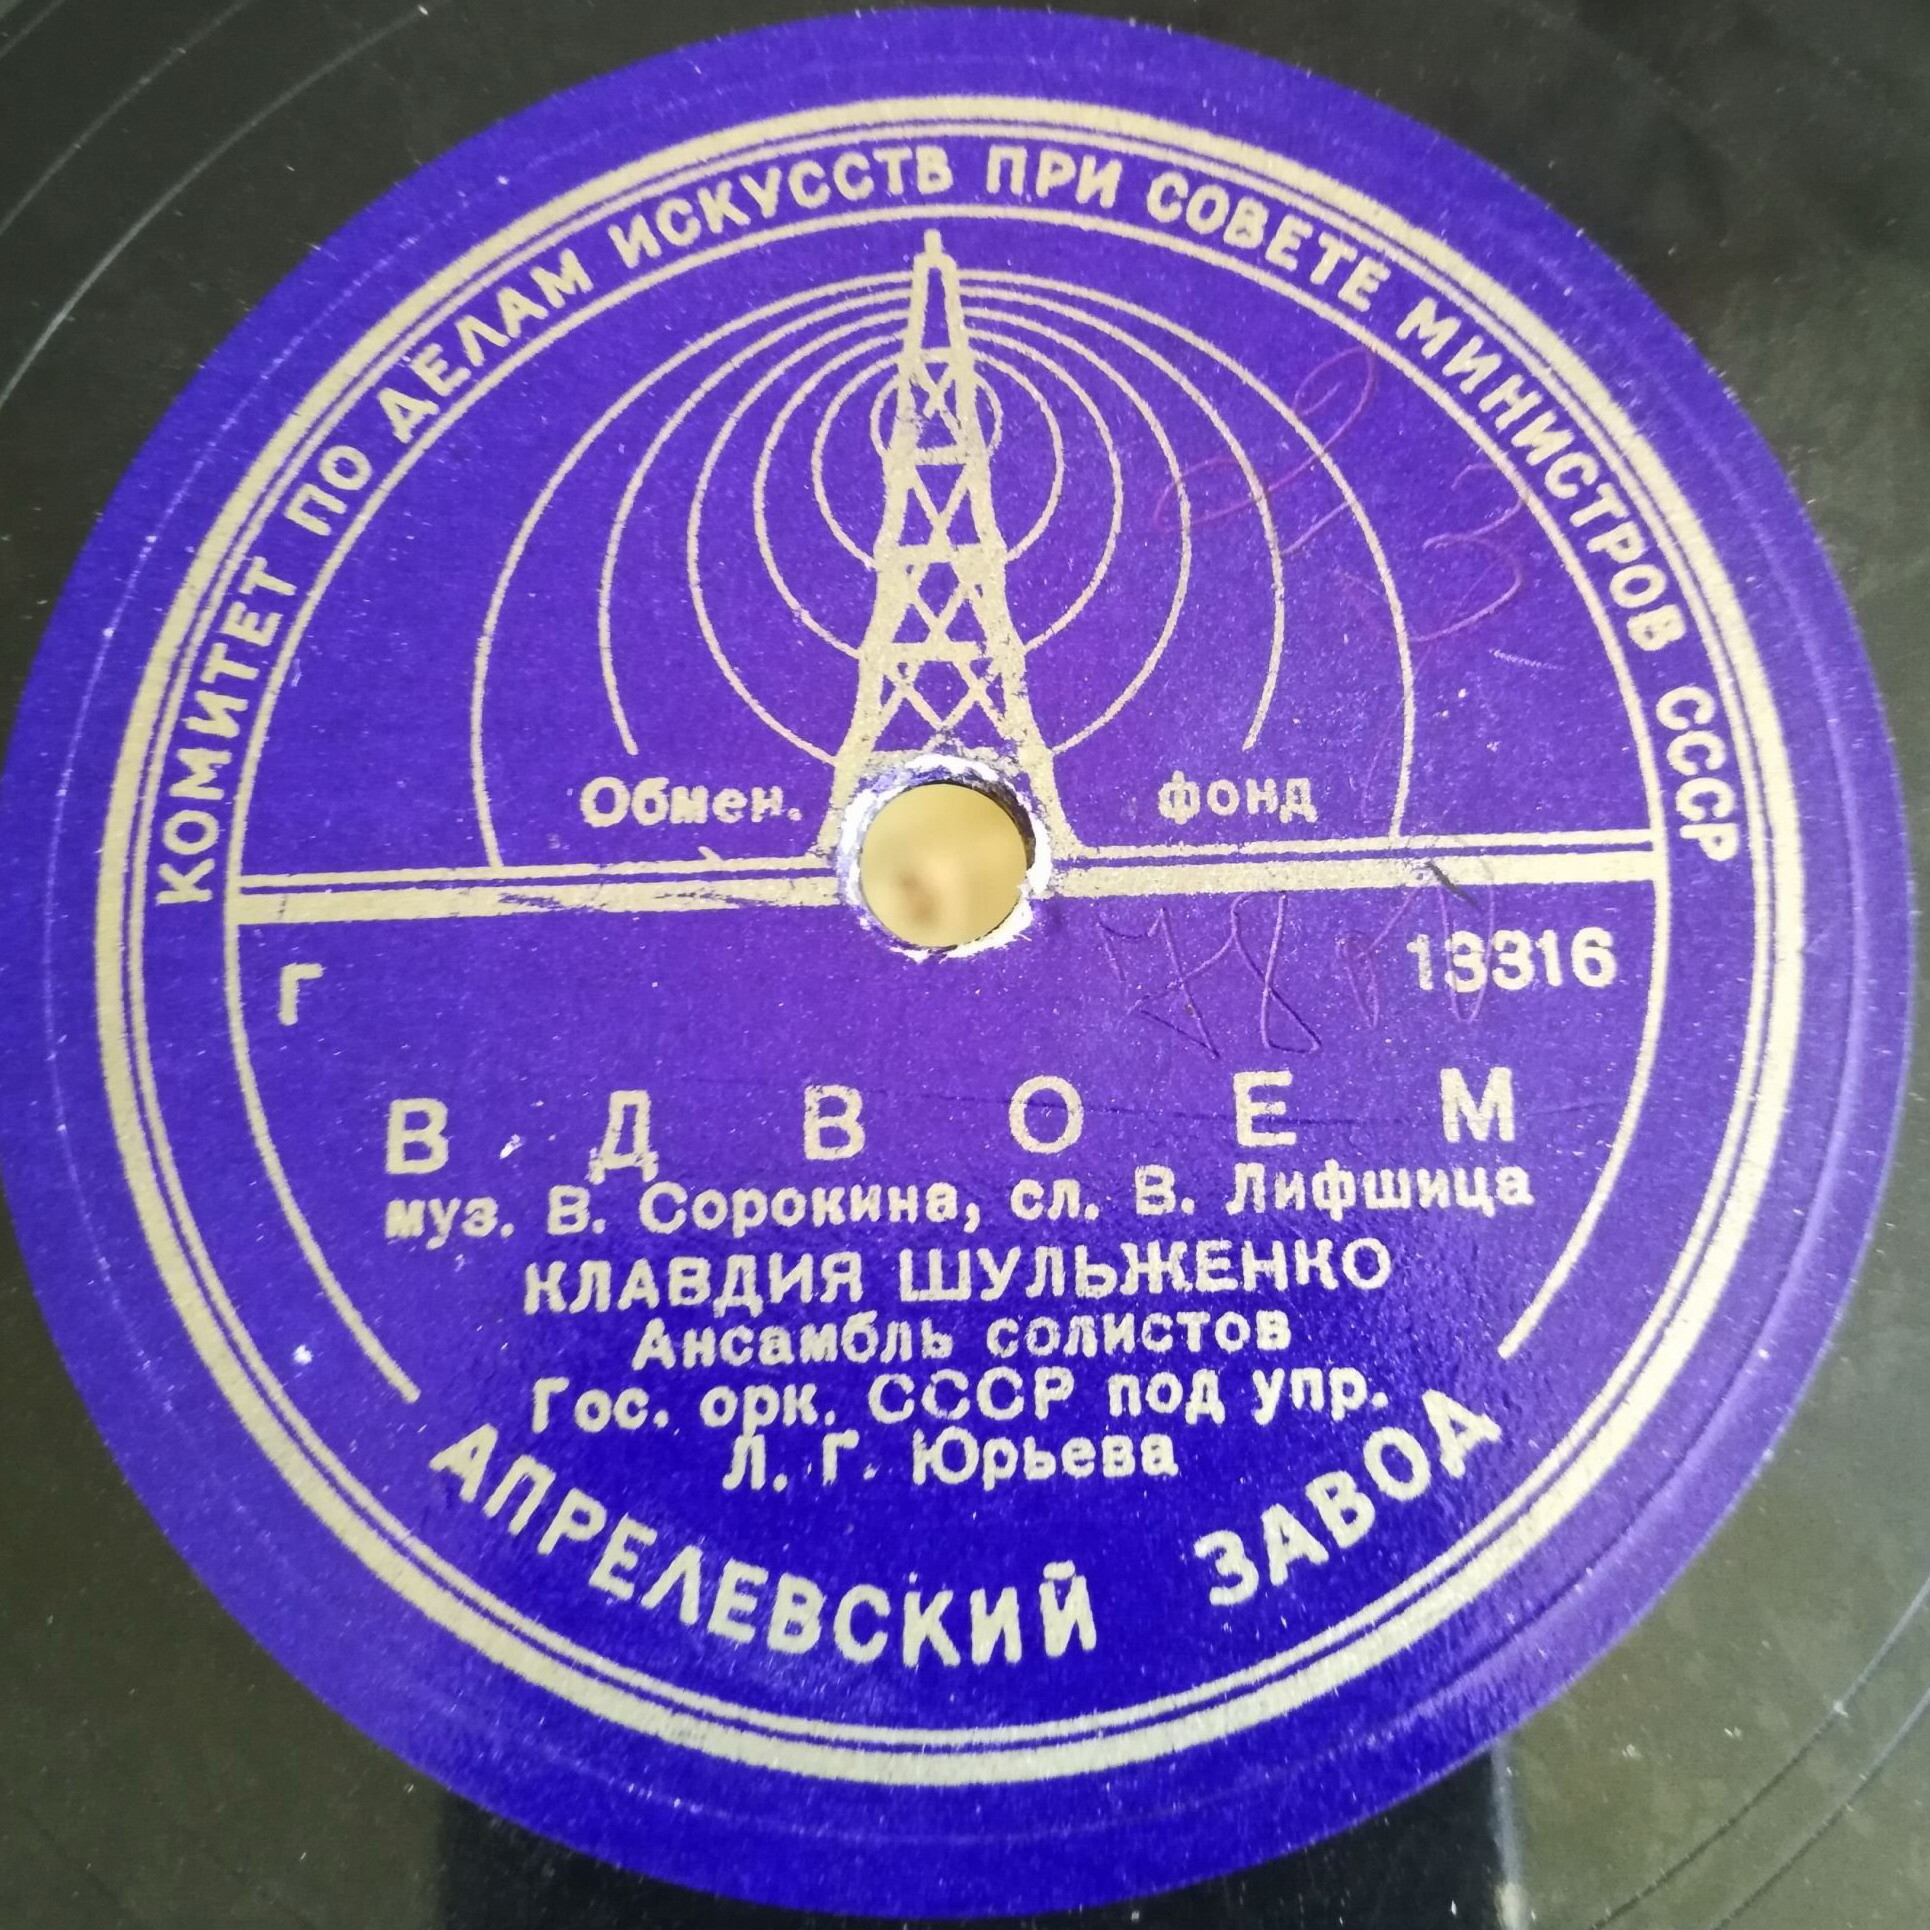 КОМИТЕТ ПО ДЕЛАМ ИСКУССТВ ПРИ СОВЕТЕ МИНИСТРОВ СССР
Обмен. фонд
Г 13316
ВДВОЕМ
муз. В. Сорокина, сл. В. Лифшица
КЛАВДИЯ ШУЛЬЖЕНКО
Ансамбль солистов
Гос. орк. СССР под упр.
Л. Г. Юрьева
АПРЕЛЕВСКИЙ ЗАВОД